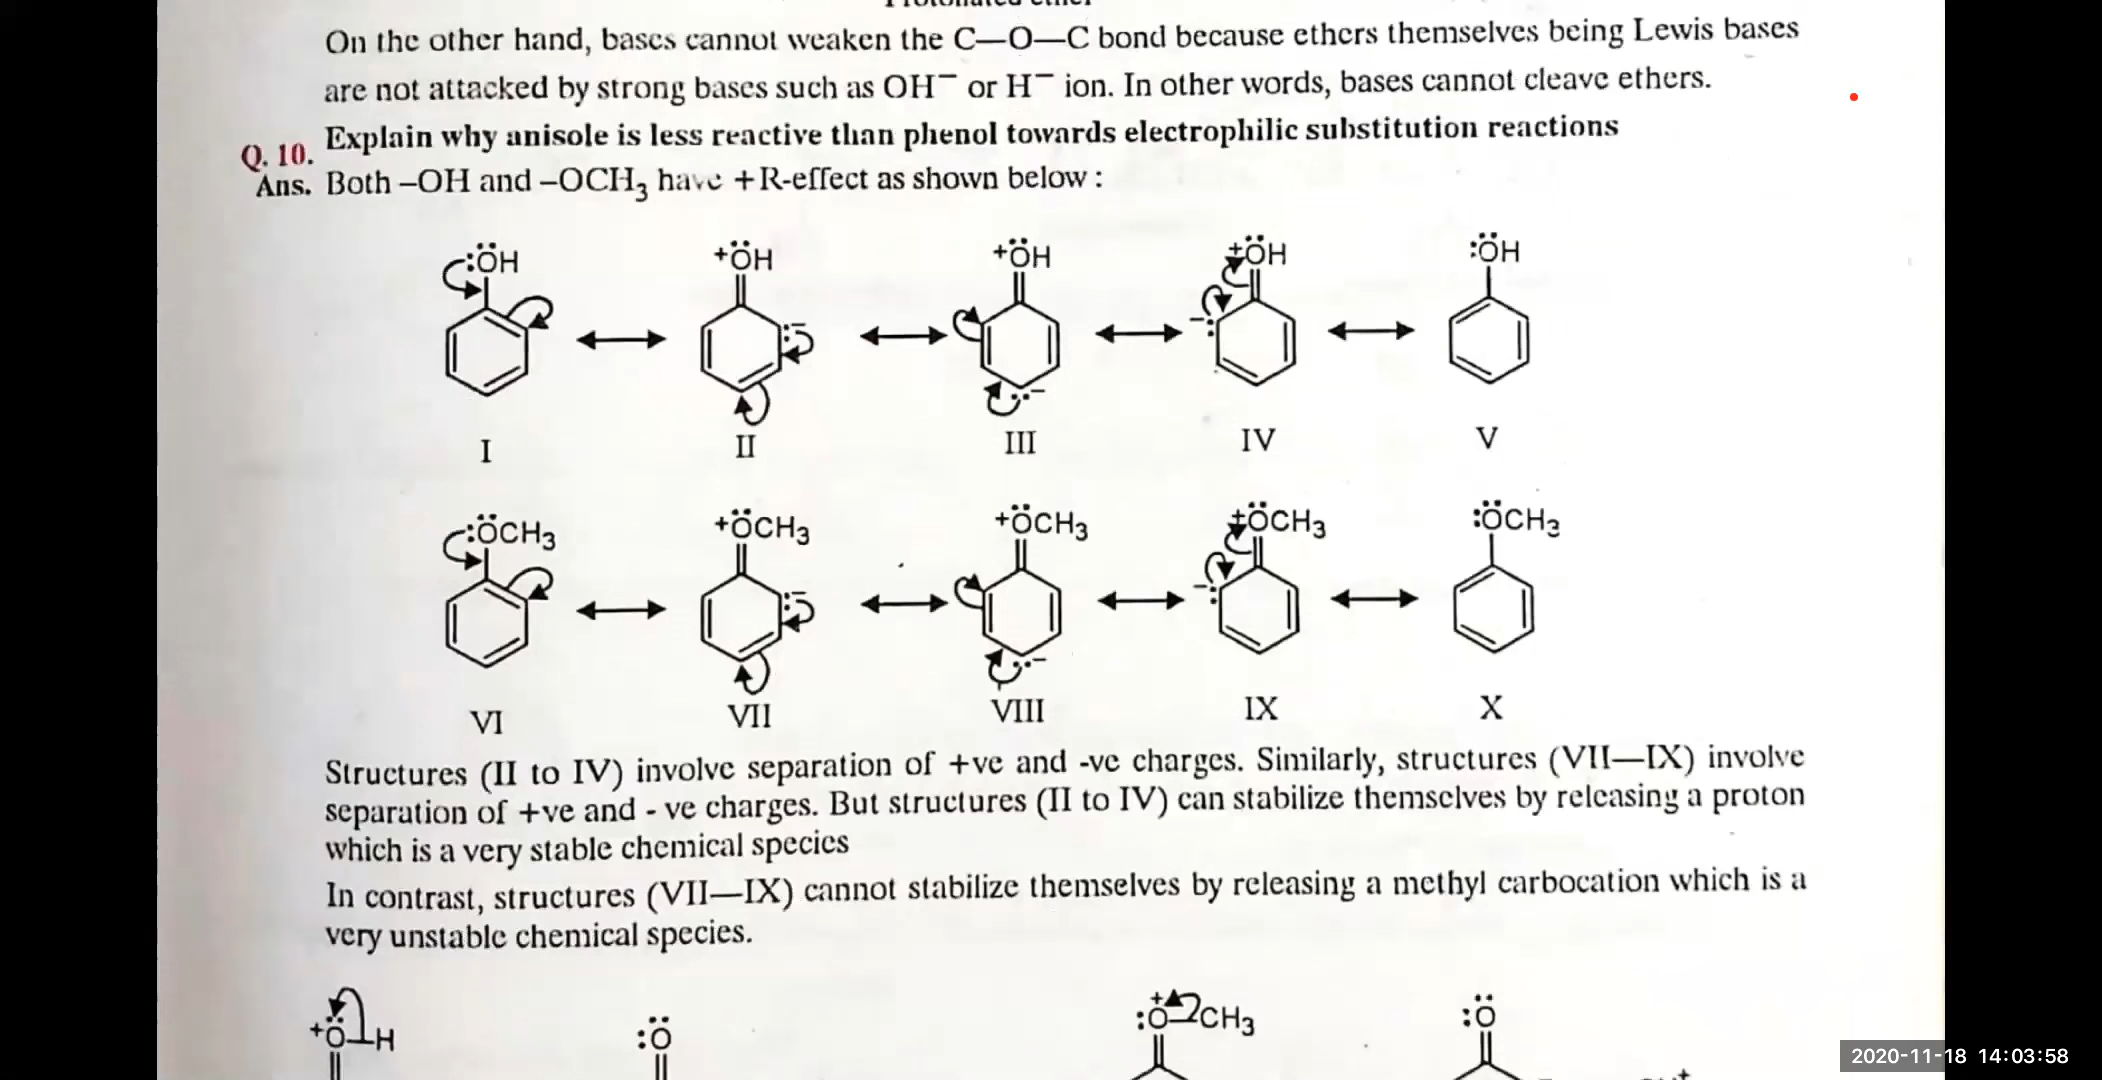 On the other hand, bases cannot weaken the C—O—C bond because ethers themselves being Lewis bases
are not attacked by strong bases such as OH⁻ or H⁻ ion. In other words, bases cannot cleave ethers.
Q. 10. Explain why anisole is less reactive than phenol towards electrophilic substitution reactions
Ans. Both –OH and –OCH₃ have +R-effect as shown below :
:ÖH +ÖH +ÖH +ÖH :ÖH
I II III IV V
:ÖCH₃ +ÖCH₃ +ÖCH₃ +ÖCH₃ :ÖCH₃
VI VII VIII IX X
Structures (II to IV) involve separation of +ve and -ve charges. Similarly, structures (VII—IX) involve
separation of +ve and - ve charges. But structures (II to IV) can stabilize themselves by releasing a proton
which is a very stable chemical species
In contrast, structures (VII—IX) cannot stabilize themselves by releasing a methyl carbocation which is a
very unstable chemical species.
+Ö—H :Ö :O+ CH₃ :Ö
2020-11-18 14:03:58